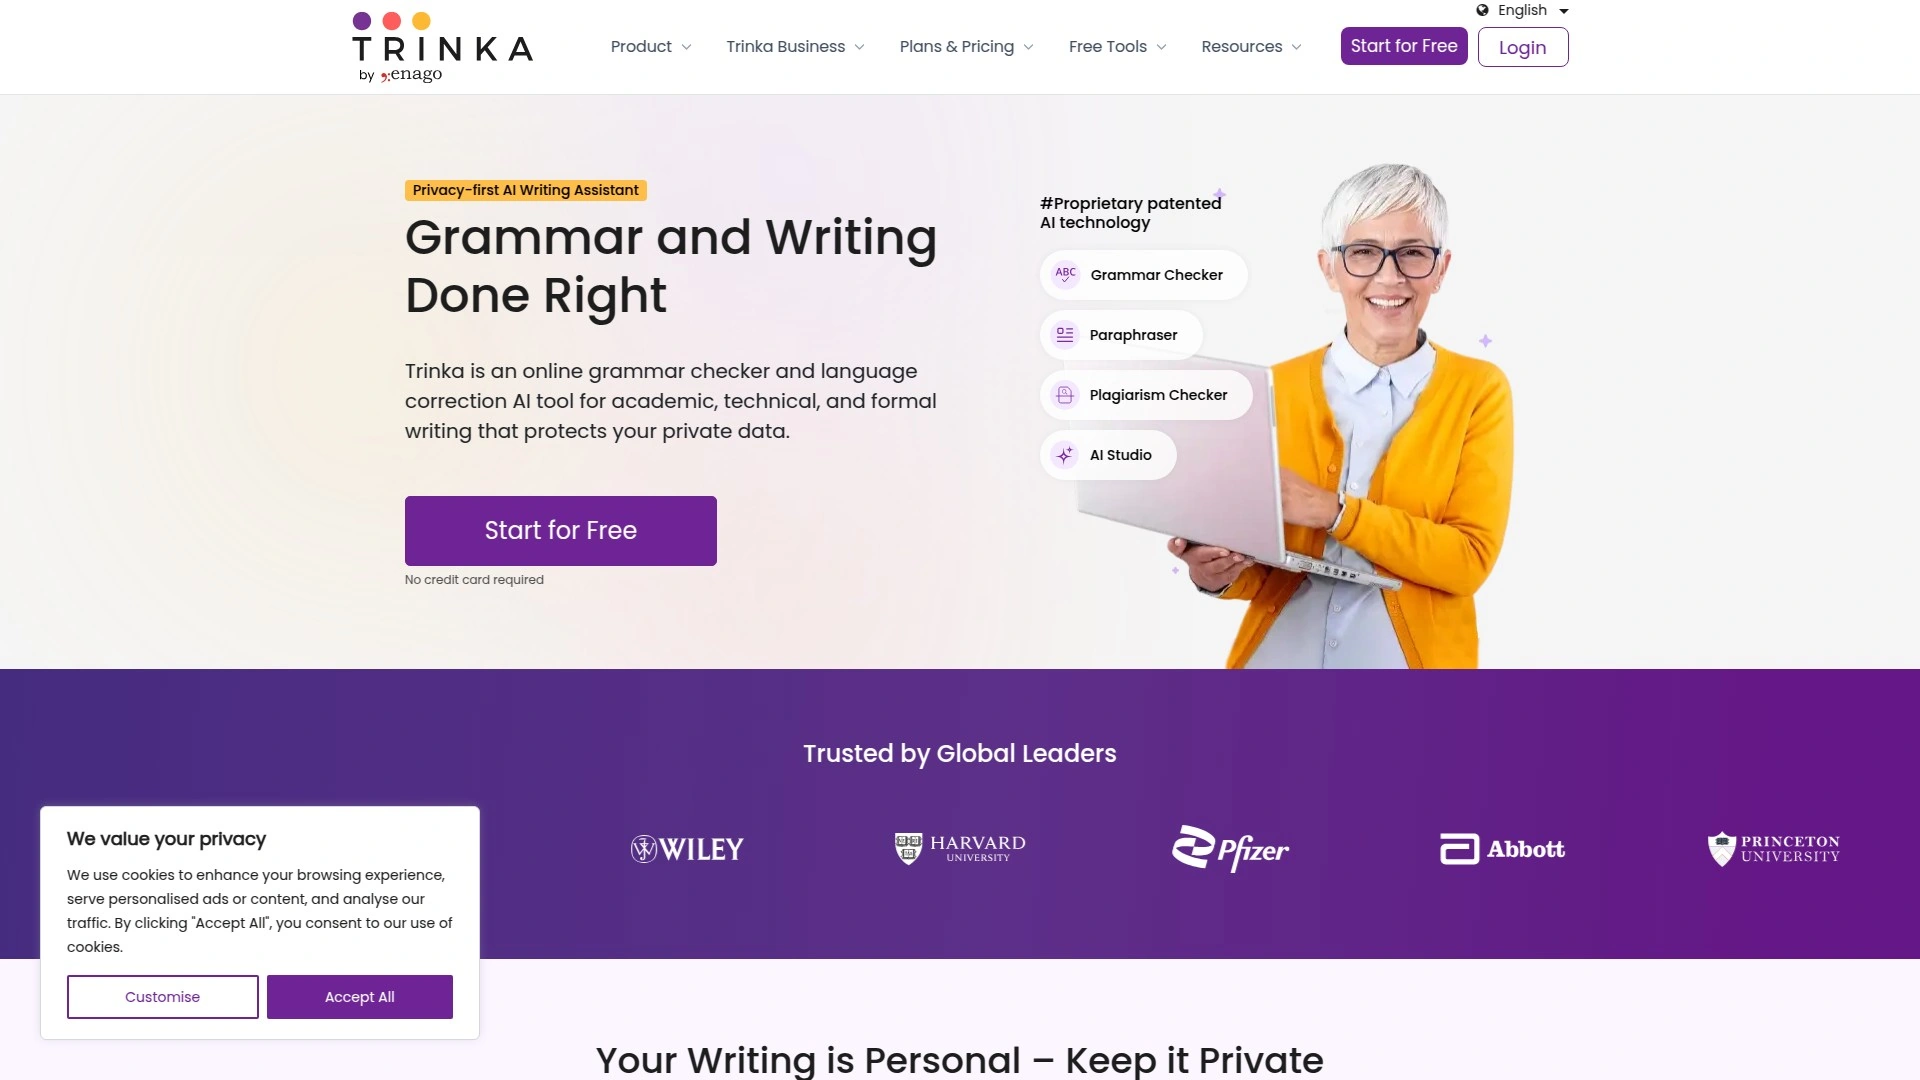 English
TRINKA
by enago
Product
Trinka Business
Plans & Pricing
Free Tools
Resources
Start for Free
Login
Privacy-first AI Writing Assistant
Grammar and Writing
Done Right
Trinka is an online grammar checker and language
correction AI tool for academic, technical, and formal
writing that protects your private data.
Start for Free
No credit card required
#Proprietary patented
AI technology
ABC
Grammar Checker
Paraphraser
Plagiarism Checker
AI Studio
Trusted by Global Leaders
WILEY
HARVARD
UNIVERSITY
Pfizer
Abbott
PRINCETON
UNIVERSITY
We value your privacy
We use cookies to enhance your browsing experience,
serve personalised ads or content, and analyse our
traffic. By clicking "Accept All", you consent to our use of
cookies.
Customise
Accept All
Your Writing is Personal – Keep it Private